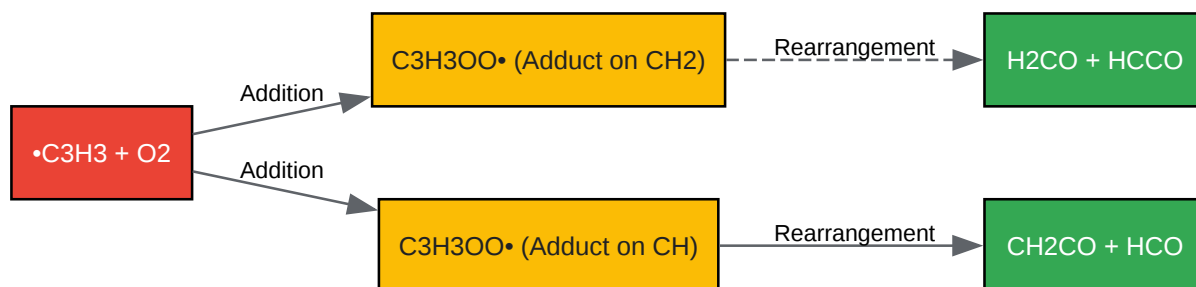 C3H3OO• (Adduct on CH2)
Rearrangement
H2CO + HCCO
Addition
•C3H3 + O2
Addition
C3H3OO• (Adduct on CH)
Rearrangement
CH2CO + HCO